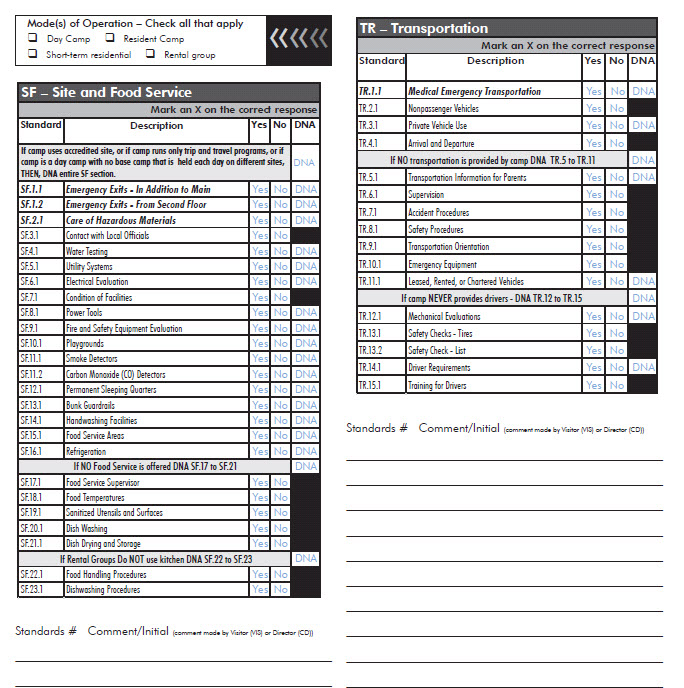 Mode(s) of Operation – Check all that apply
❑ Day Camp ❑ Resident Camp
❑ Short-term residential ❑ Rental group
SF – Site and Food Service
Mark an X on the corred response
Standard Description Yes No DNA
If camp uses accredited site, or if camp runs only trip and travel programs, or if
camp is a day camp with no base camp that is held each day on different sites,
THEN, DNA entire SF section. DNA
SF.1.1 Emergency Exits - In Addition to Main Yes No DNA
SF.1.2 Emergency Exits - From Second Floor Yes No DNA
SF.2.1 Care of Hazardous Materials Yes No DNA
SF.3.1 Contact with Local Officials Yes No
SF.4.1 Water Testing Yes No DNA
SF.5.1 Utility Systems Yes No DNA
SF.6.1 Electrical Evaluation Yes No DNA
SF.7.1 Condition of Facilities Yes No
SF.8.1 Power Tools Yes No DNA
SF.9.1 Fire and Safety Equipment Evaluation Yes No DNA
SF.10.1 Playgrounds Yes No DNA
SF.11.1 Smoke Detectors Yes No DNA
SF.11.2 Carbon Monoxide (CO) Detectors Yes No DNA
SF.12.1 Permanent Sleeping Quarters Yes No DNA
SF.13.1 Bunk Guardrails Yes No DNA
SF.14.1 Handwashing Facilities Yes No DNA
SF.15.1 Food Service Areas Yes No DNA
SF.16.1 Refrigeration Yes No DNA
If NO Food Service is offered DNA SF.17 to SF.21 DNA
SF.17.1 Food Service Supervisor Yes No
SF.18.1 Food Temperatures Yes No
SF.19.1 Sanitized Utensils and Surfaces Yes No
SF.20.1 Dish Washing Yes No
SF.21.1 Dish Drying and Storage Yes No
If Rental Groups Do NOT use kitchen DNA SF.22 to SF.23 DNA
SF.22.1 Food Handling Procedures Yes No
SF.23.1 Dishwashing Procedures Yes No
Standards # Comment/Initial (comment made by Visitor (VIS) or Director (CD))
TR – Transportation
Mark an X on the correct response
Standard Description Yes No DNA
TR.1.1 Medical Emergency Transportation Yes No DNA
TR.2.1 Nonpassenger Vehicles Yes No
TR.3.1 Private Vehicle Use Yes No DNA
TR.4.1 Arrival and Departure Yes No
If NO transportation is provided by camp DNA TR.5 to TR.11 DNA
TR.5.1 Transportation Information for Parents Yes No DNA
TR.6.1 Supervision Yes No
TR.7.1 Accident Procedures Yes No
TR.8.1 Safety Procedures Yes No
TR.9.1 Transportation Orientation Yes No
TR.10.1 Emergency Equipment Yes No
TR.11.1 Leased, Rented, or Chartered Vehicles Yes No DNA
If camp NEVER provides drivers - DNA TR.12 to TR.15 DNA
TR.12.1 Mechanical Evaluations Yes No DNA
TR.13.1 Safety Checks - Tires Yes No
TR.13.2 Safety Check - List Yes No
TR.14.1 Driver Requirements Yes No DNA
TR.15.1 Training for Drivers Yes No
Standards # Comment/Initial (comment made by Visitor (VIS) or Director (CD))